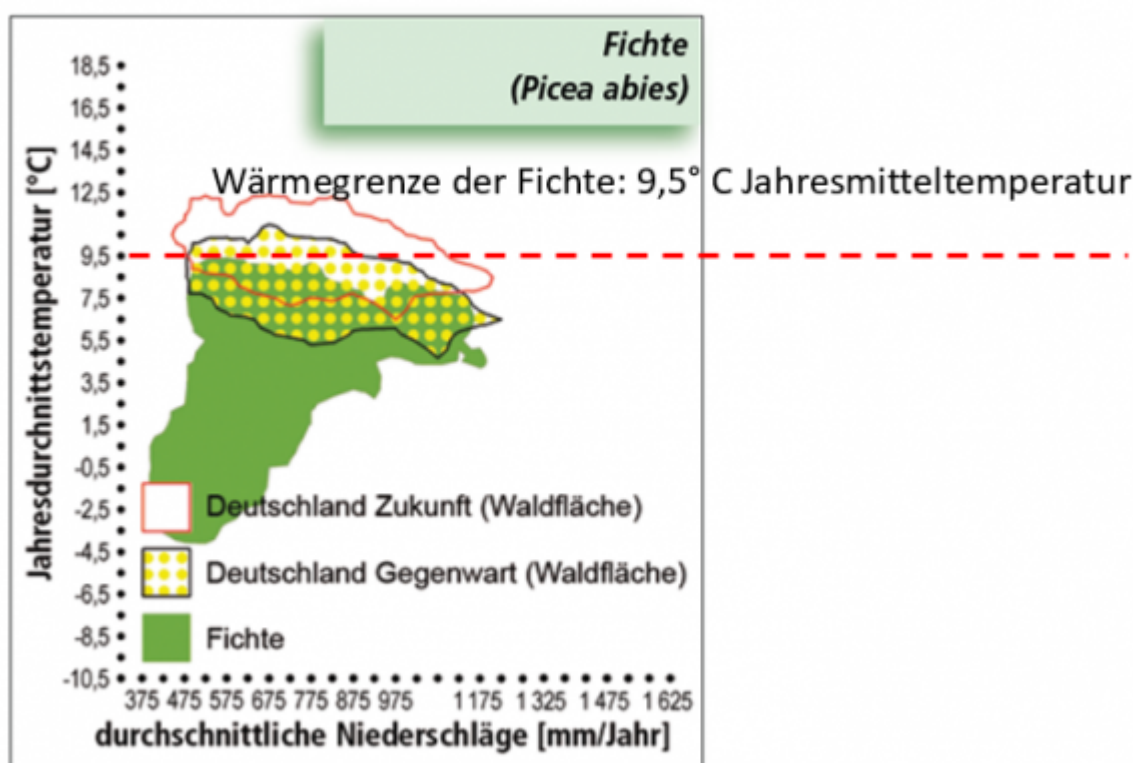 Fichte
(Picea abies)
Wärmegrenze der Fichte: 9,5° C Jahresmitteltemperatur
Jahresdurchnittstemperatur [°C]
18,5
16,5
14,5
12,5
9,5
7,5
5,5
3,5
1,5
-0,5
-2,5
-4,5
-6,5
-8,5
-10,5
Deutschland Zukunft (Waldfläche)
Deutschland Gegenwart (Waldfläche)
Fichte
375 475 575 675 775 875 975 1 175 1 325 1 475 1 625
durchschnittliche Niederschläge [mm/Jahr]